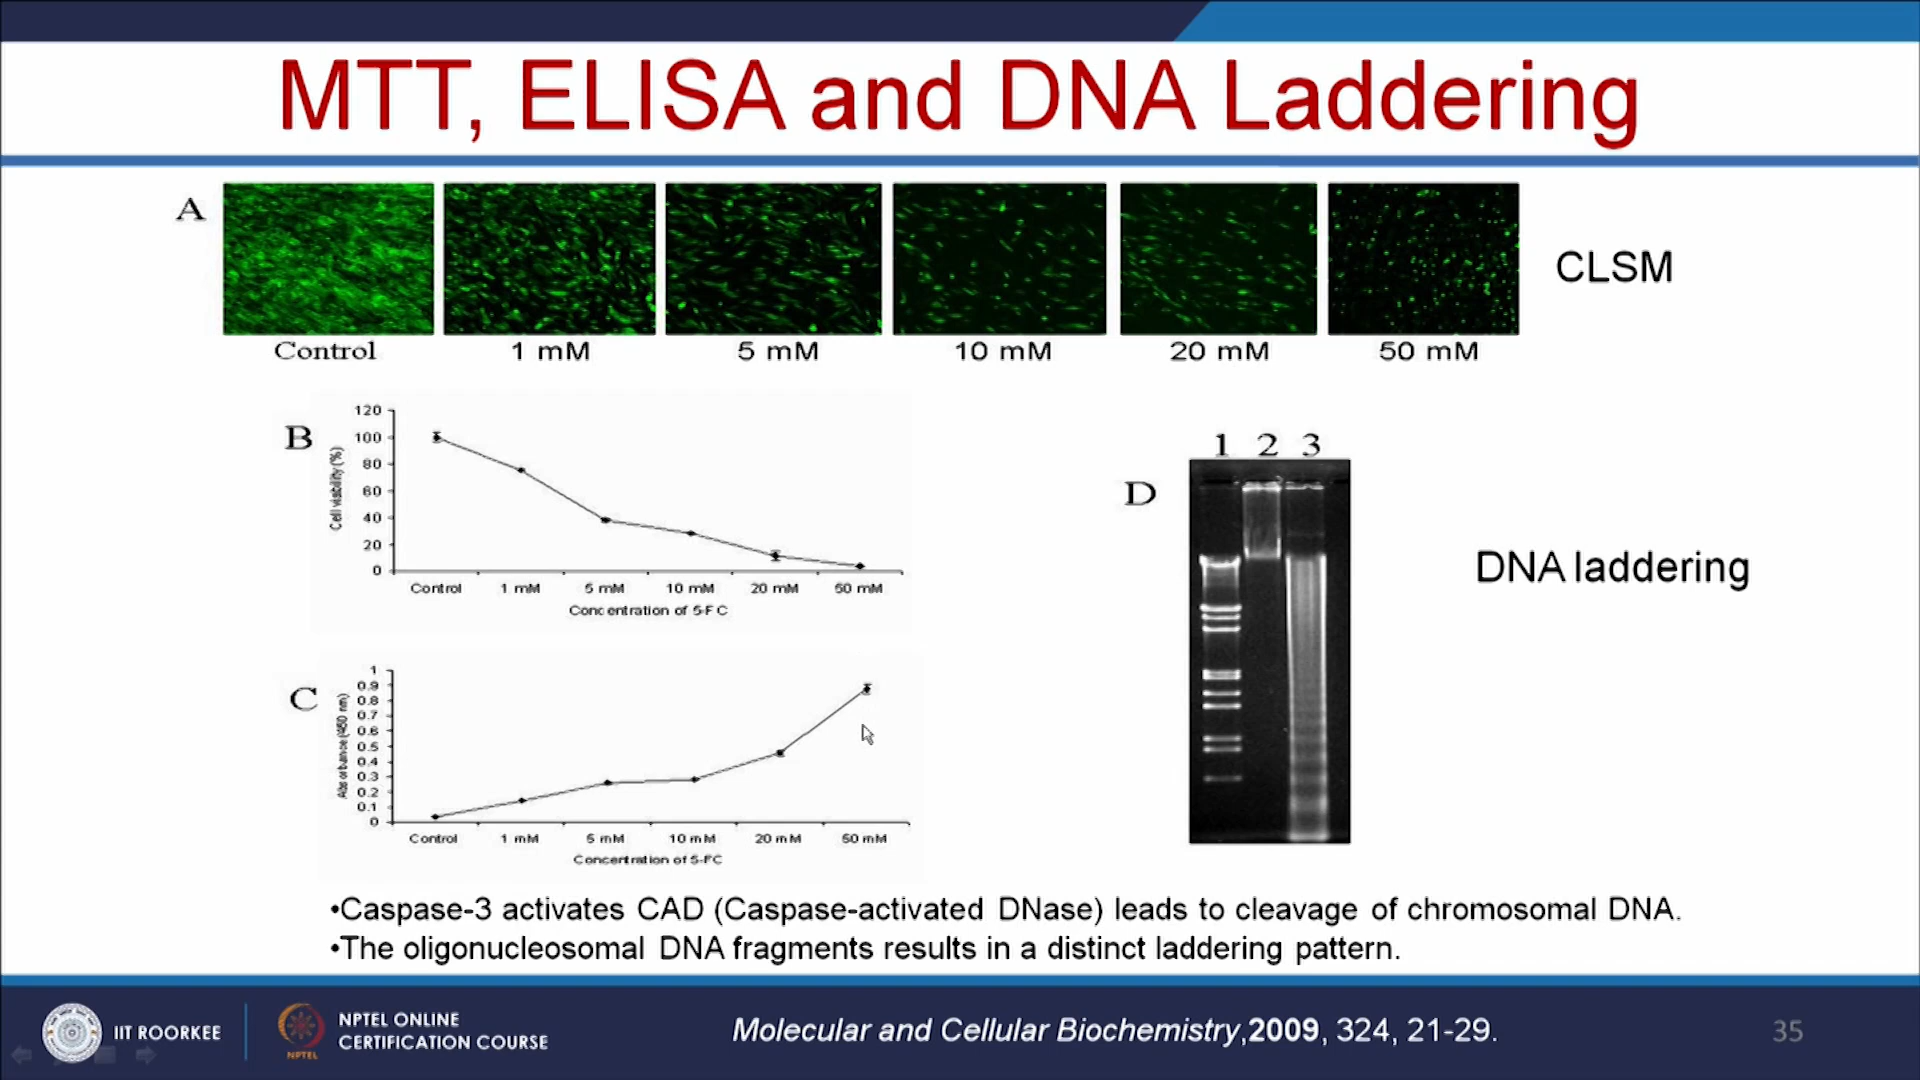 MTT, ELISA and DNA Laddering
A
CLSM
Control 1 mM 5 mM 10 mM 20 mM 50 mM
B
Cell viability (%)
120
100
80
60
40
20
0
Control 1 mM 5 mM 10 mM 20 mM 50 mM
Concentration of 5-FC
C
Absorbance (450 nm)
1
0.9
0.8
0.7
0.6
0.5
0.4
0.3
0.2
0.1
0
Control 1 mM 5 mM 10 mM 20 mM 50 mM
Concentration of 5-FC
1 2 3
D
DNA laddering
•Caspase-3 activates CAD (Caspase-activated DNase) leads to cleavage of chromosomal DNA.
•The oligonucleosomal DNA fragments results in a distinct laddering pattern.
IIT ROORKEE
NPTEL
NPTEL ONLINE
CERTIFICATION COURSE
Molecular and Cellular Biochemistry,2009, 324, 21-29.
35